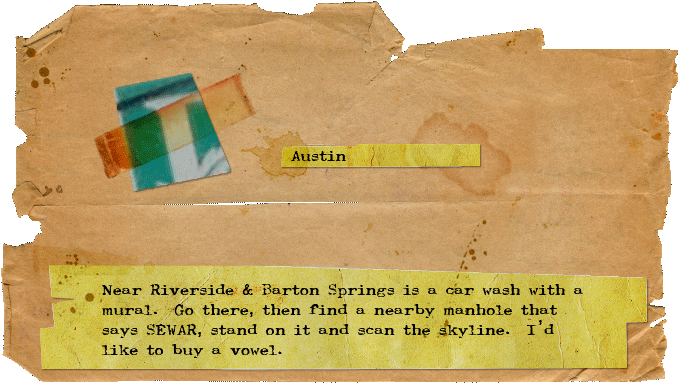 Austin
Near Riverside & Barton Springs is a car wash with a
mural. Go there, then find a nearby manhole that
says SEWAR, stand on it and scan the skyline. I'd
like to buy a vowel.